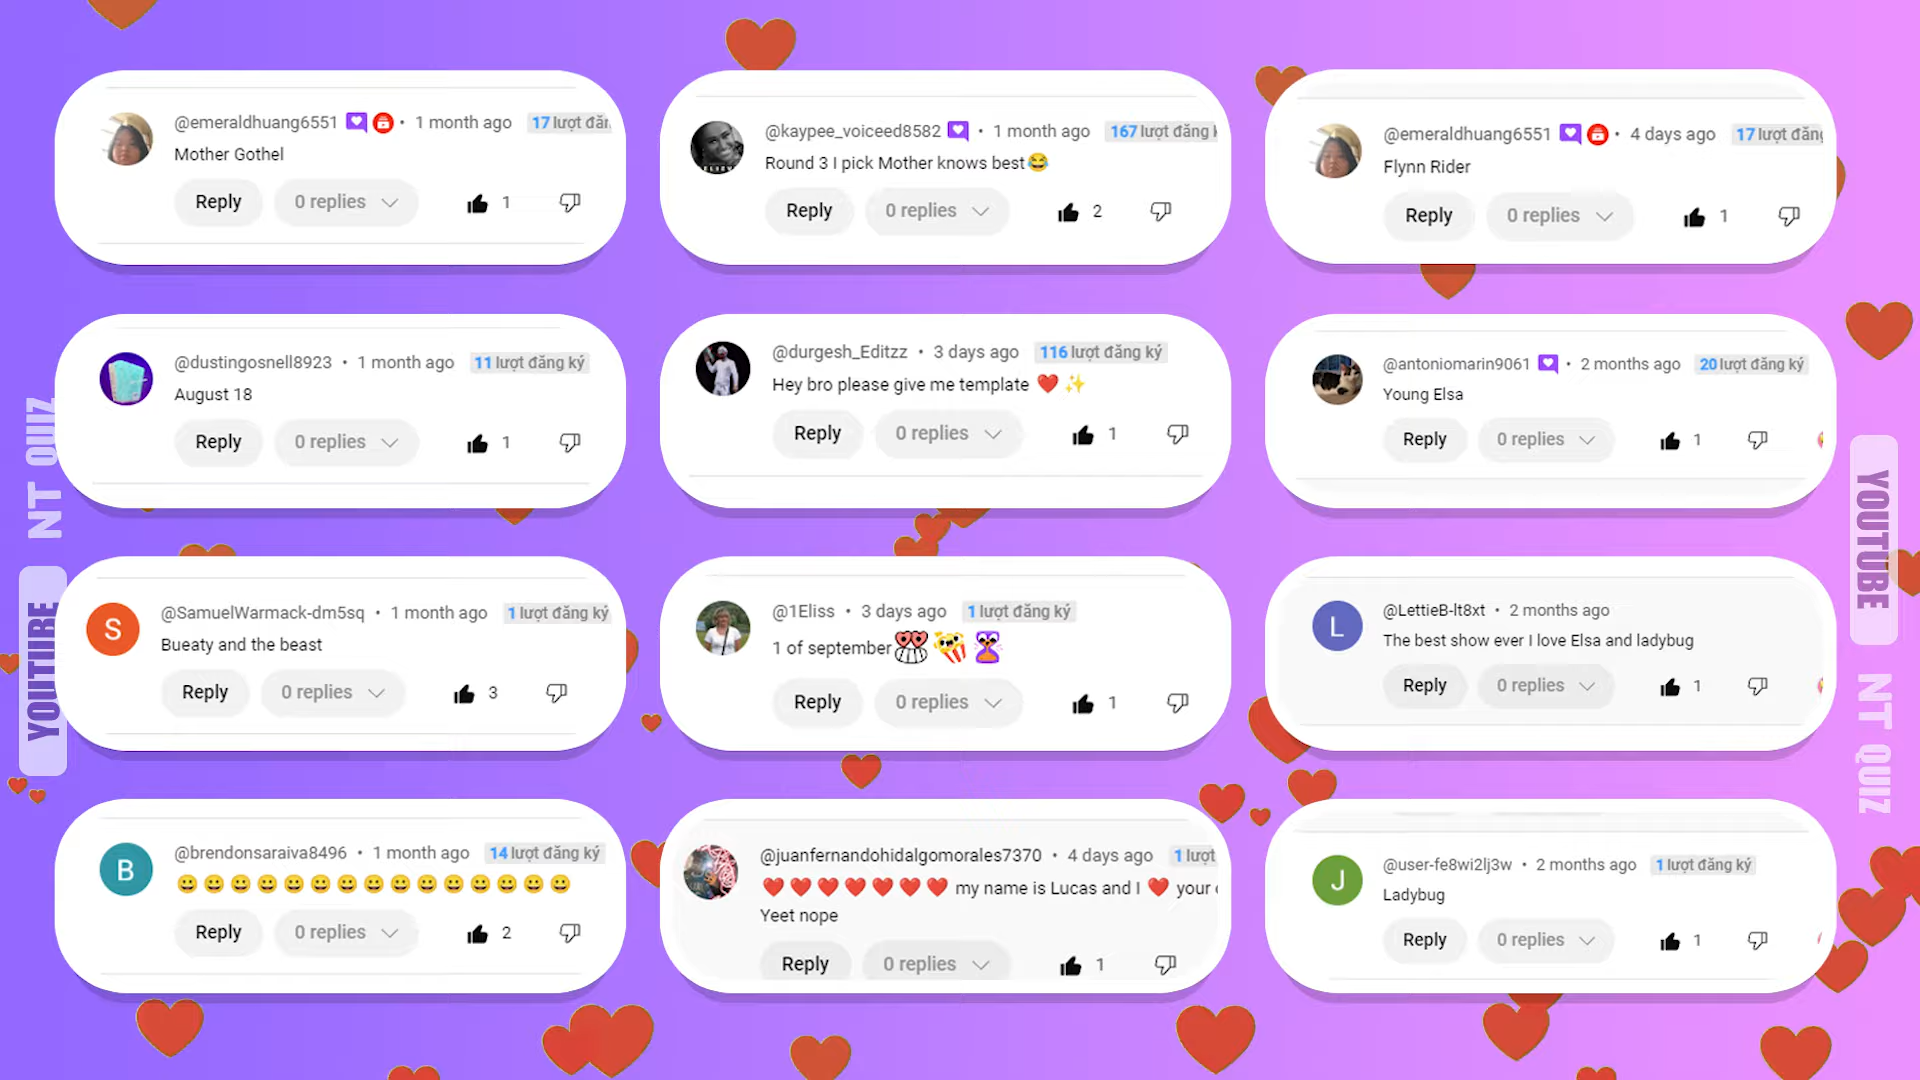 @emeraldhuang6551 • 1 month ago 17 lượt đăn
Mother Gothel
Reply 0 replies 1
@kaypee_voiceed8582 • 1 month ago 167 lượt đăng k
Round 3 I pick Mother knows best😂
Reply 0 replies 2
@emeraldhuang6551 • 4 days ago 17 lượt đăng
Flynn Rider
Reply 0 replies 1
@dustingosnell8923 • 1 month ago 11 lượt đăng ký
August 18
Reply 0 replies 1
@durgesh_Editzz • 3 days ago 116 lượt đăng ký
Hey bro please give me template ❤️ ✨
Reply 0 replies 1
@antoniomarin9061 • 2 months ago 20 lượt đăng ký
Young Elsa
Reply 0 replies 1
S
@SamuelWarmack-dm5sq • 1 month ago 1 lượt đăng ký
Bueaty and the beast
Reply 0 replies 3
@1Eliss • 3 days ago 1 lượt đăng ký
1 of september
Reply 0 replies 1
L
@LettieB-lt8xt • 2 months ago
The best show ever I love Elsa and ladybug
Reply 0 replies 1
B
@brendonsaraiva8496 • 1 month ago 14 lượt đăng ký
😀😀😀😀😀😀😀😀😀😀😀😀😀😀😀
Reply 0 replies 2
@juanfernandohidalgomorales7370 • 4 days ago 1 lượt
❤️❤️❤️❤️❤️❤️❤️ my name is Lucas and I ❤️ your
Yeet nope
Reply 0 replies 1
J
@user-fe8wi2lj3w • 2 months ago 1 lượt đăng ký
Ladybug
Reply 0 replies 1
YOUTUBE NT QUIZ
YOUTUBE NT QUIZ